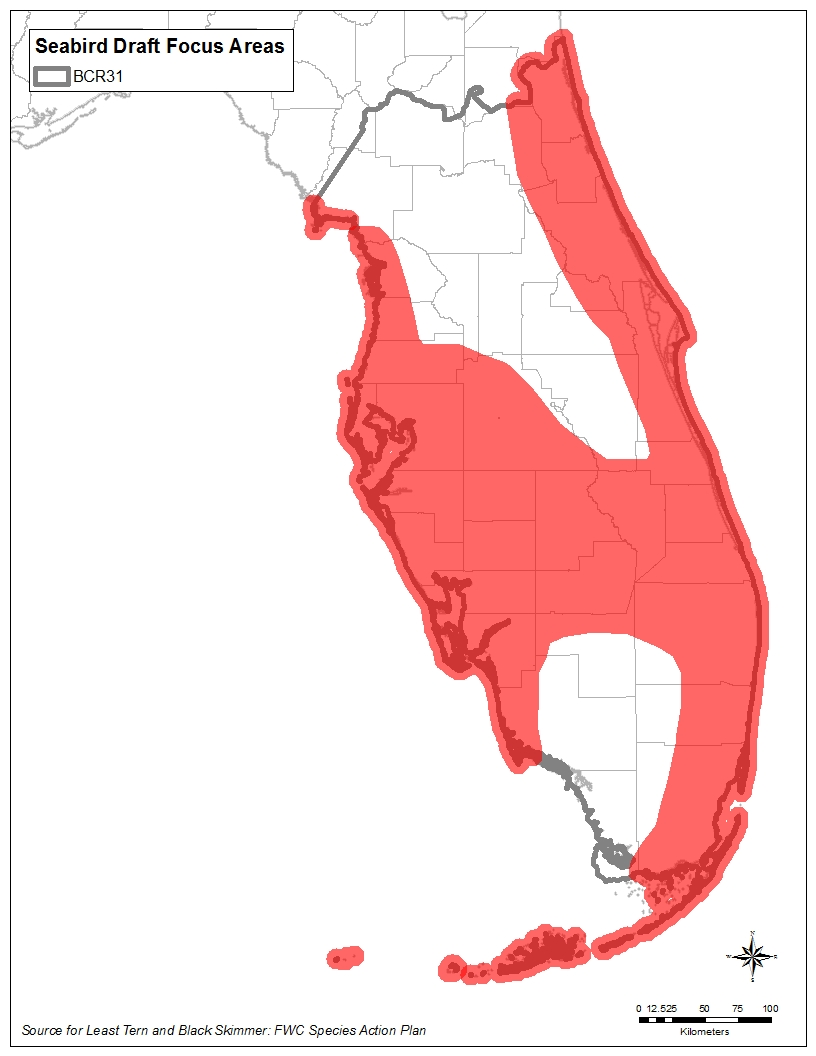 Seabird Draft Focus Areas
BCR31
N
W E
S
0 12.525 50 75 100
Kilometers
Source for Least Tern and Black Skimmer: FWC Species Action Plan